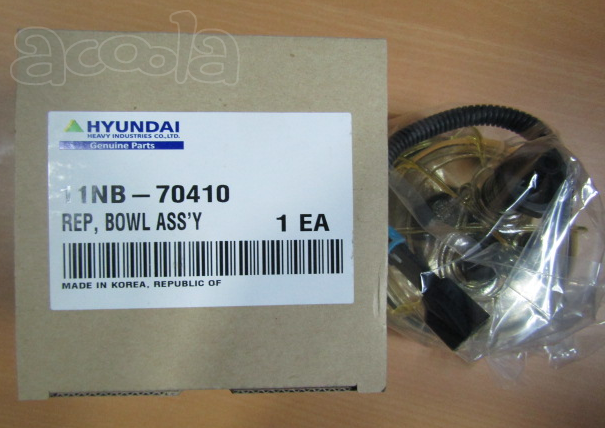 acoola
HYUNDAI
HEAVY INDUSTRIES CO.,LTD.
Genuine Parts
11NB-70410
REP, BOWL ASS'Y 1 EA
MADE IN KOREA, REPUBLIC OF